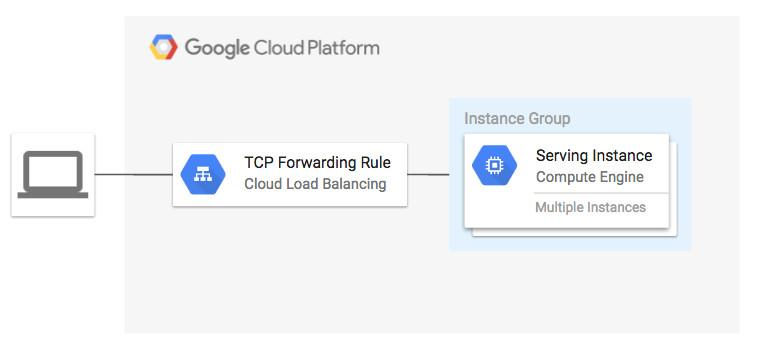 Google Cloud Platform
Instance Group
TCP Forwarding Rule
Cloud Load Balancing
Serving Instance
Compute Engine
Multiple Instances